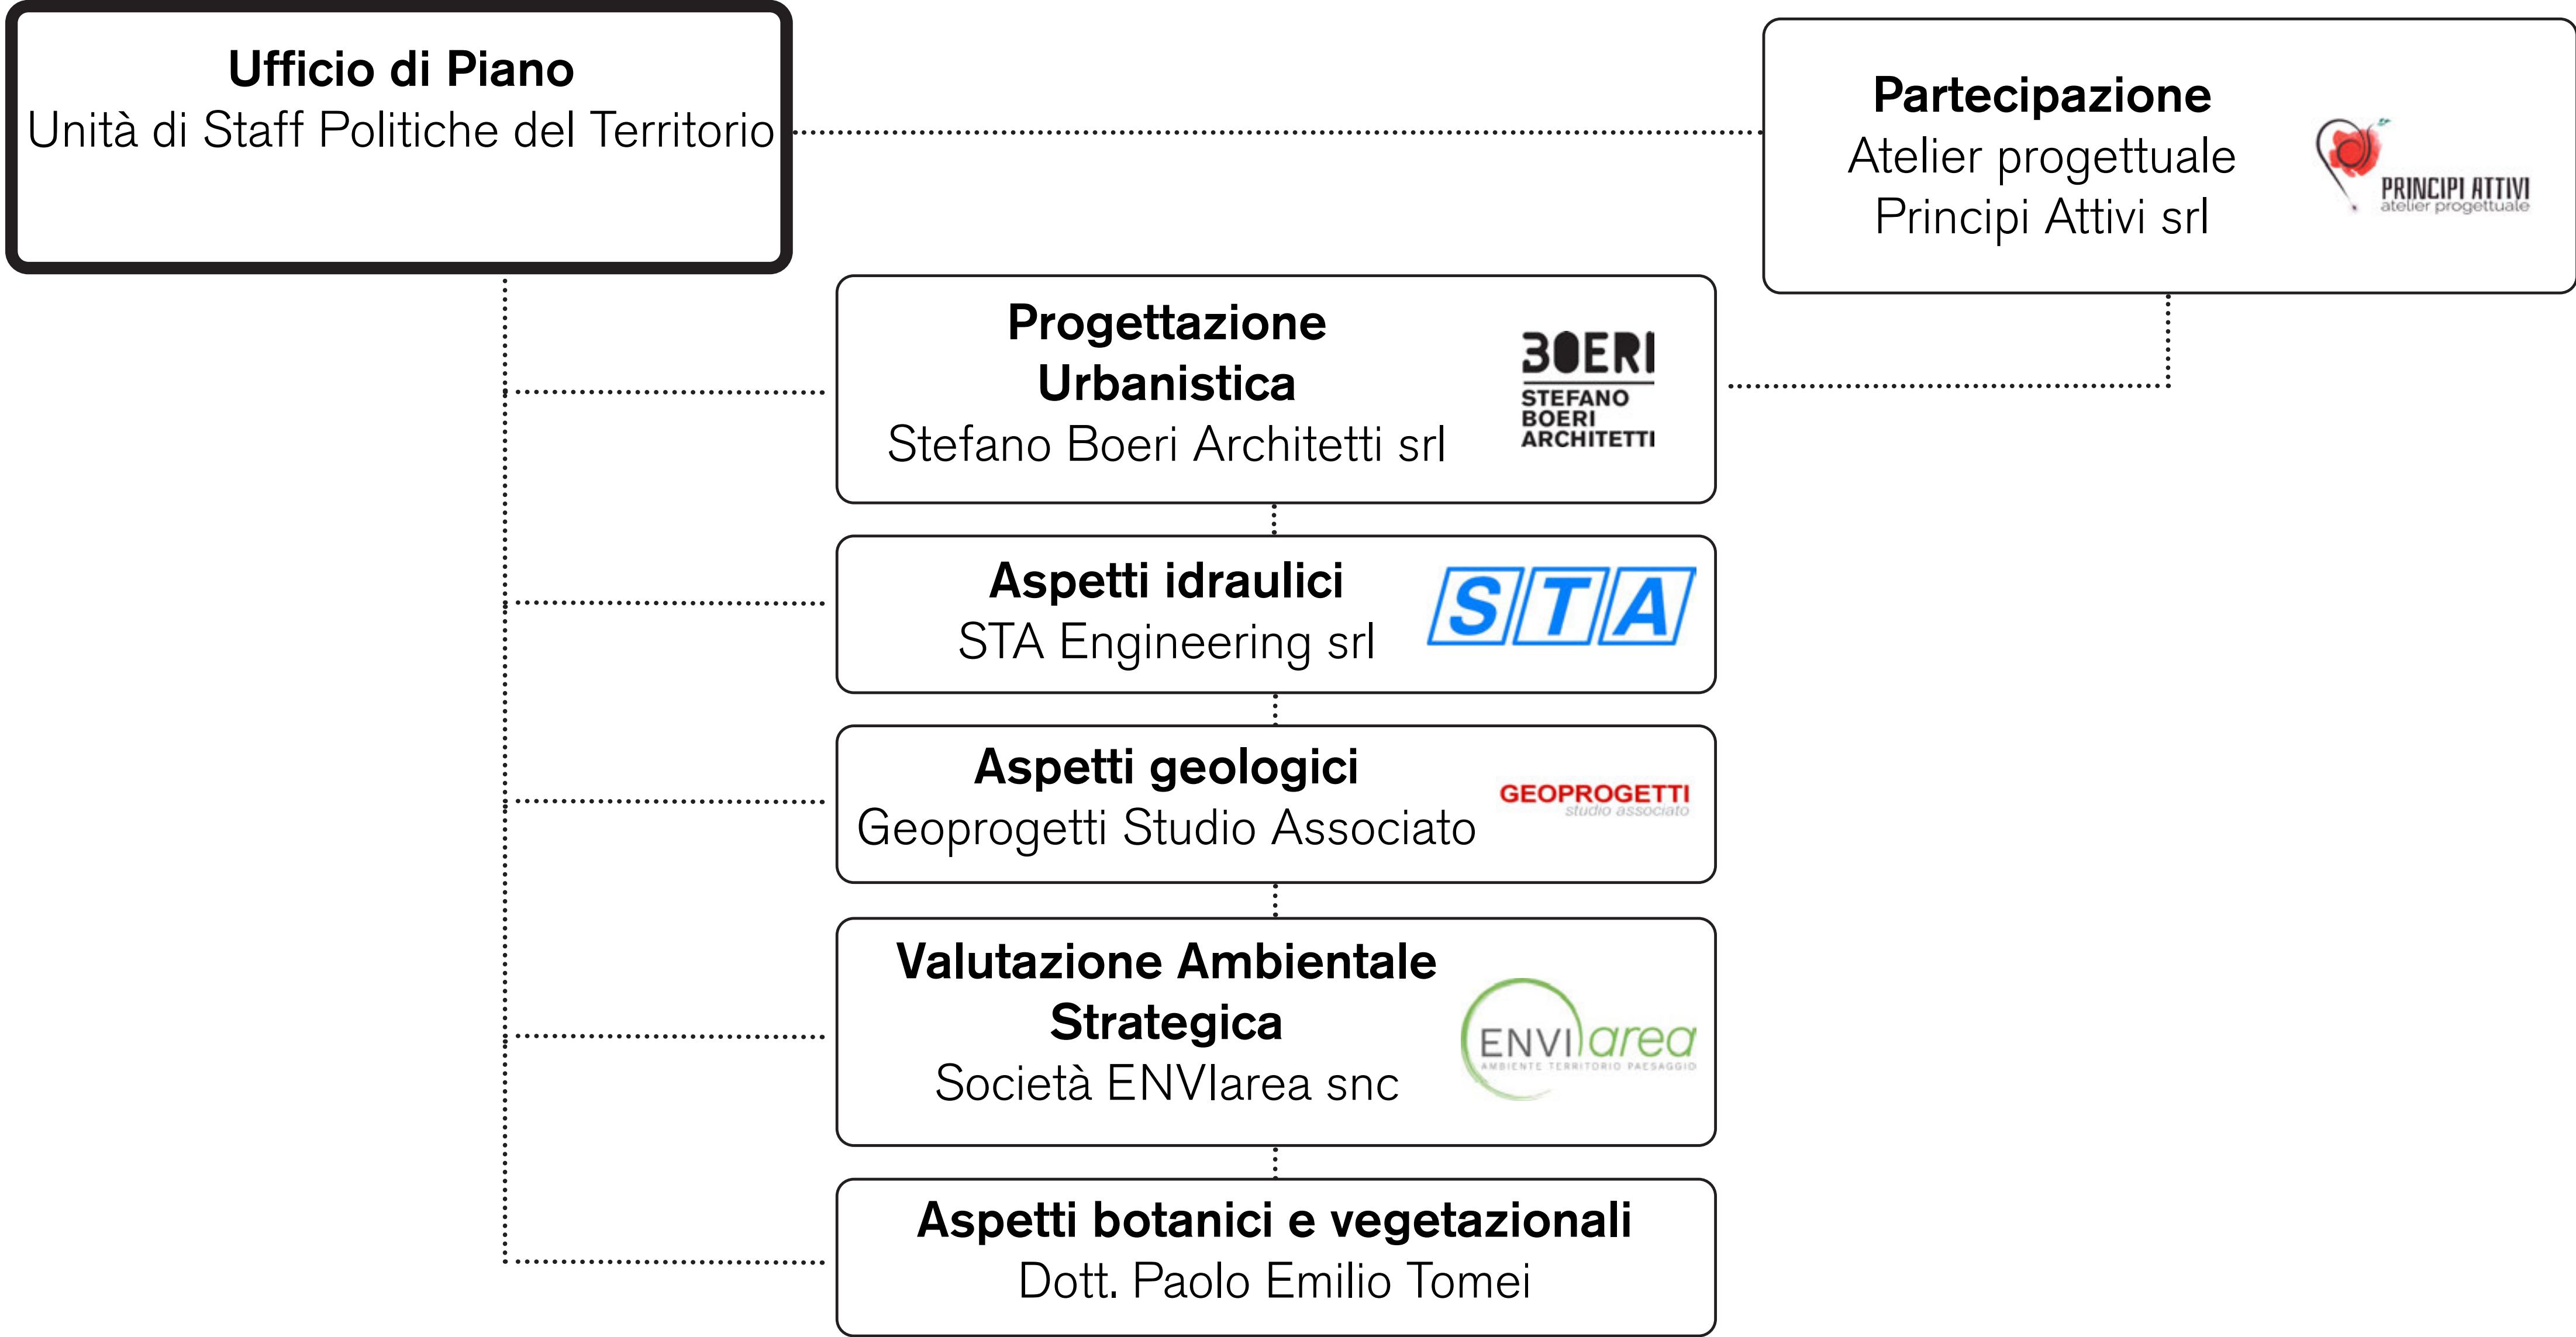 Ufficio di Piano
Unità di Staff Politiche del Territorio
Partecipazione
Atelier progettuale
Principi Attivi srl
PRINCIPI ATTIVI
atelier progettuale
Progettazione
Urbanistica
Stefano Boeri Architetti srl
BOERI
STEFANO
BOERI
ARCHITETTI
Aspetti idraulici
STA Engineering srl
STA
Aspetti geologici
Geoprogetti Studio Associato
GEOPROGETTI
studio associato
Valutazione Ambientale
Strategica
Società ENVIarea snc
ENVIarea
AMBIENTE TERRITORIO PAESAGGIO
Aspetti botanici e vegetazionali
Dott. Paolo Emilio Tomei